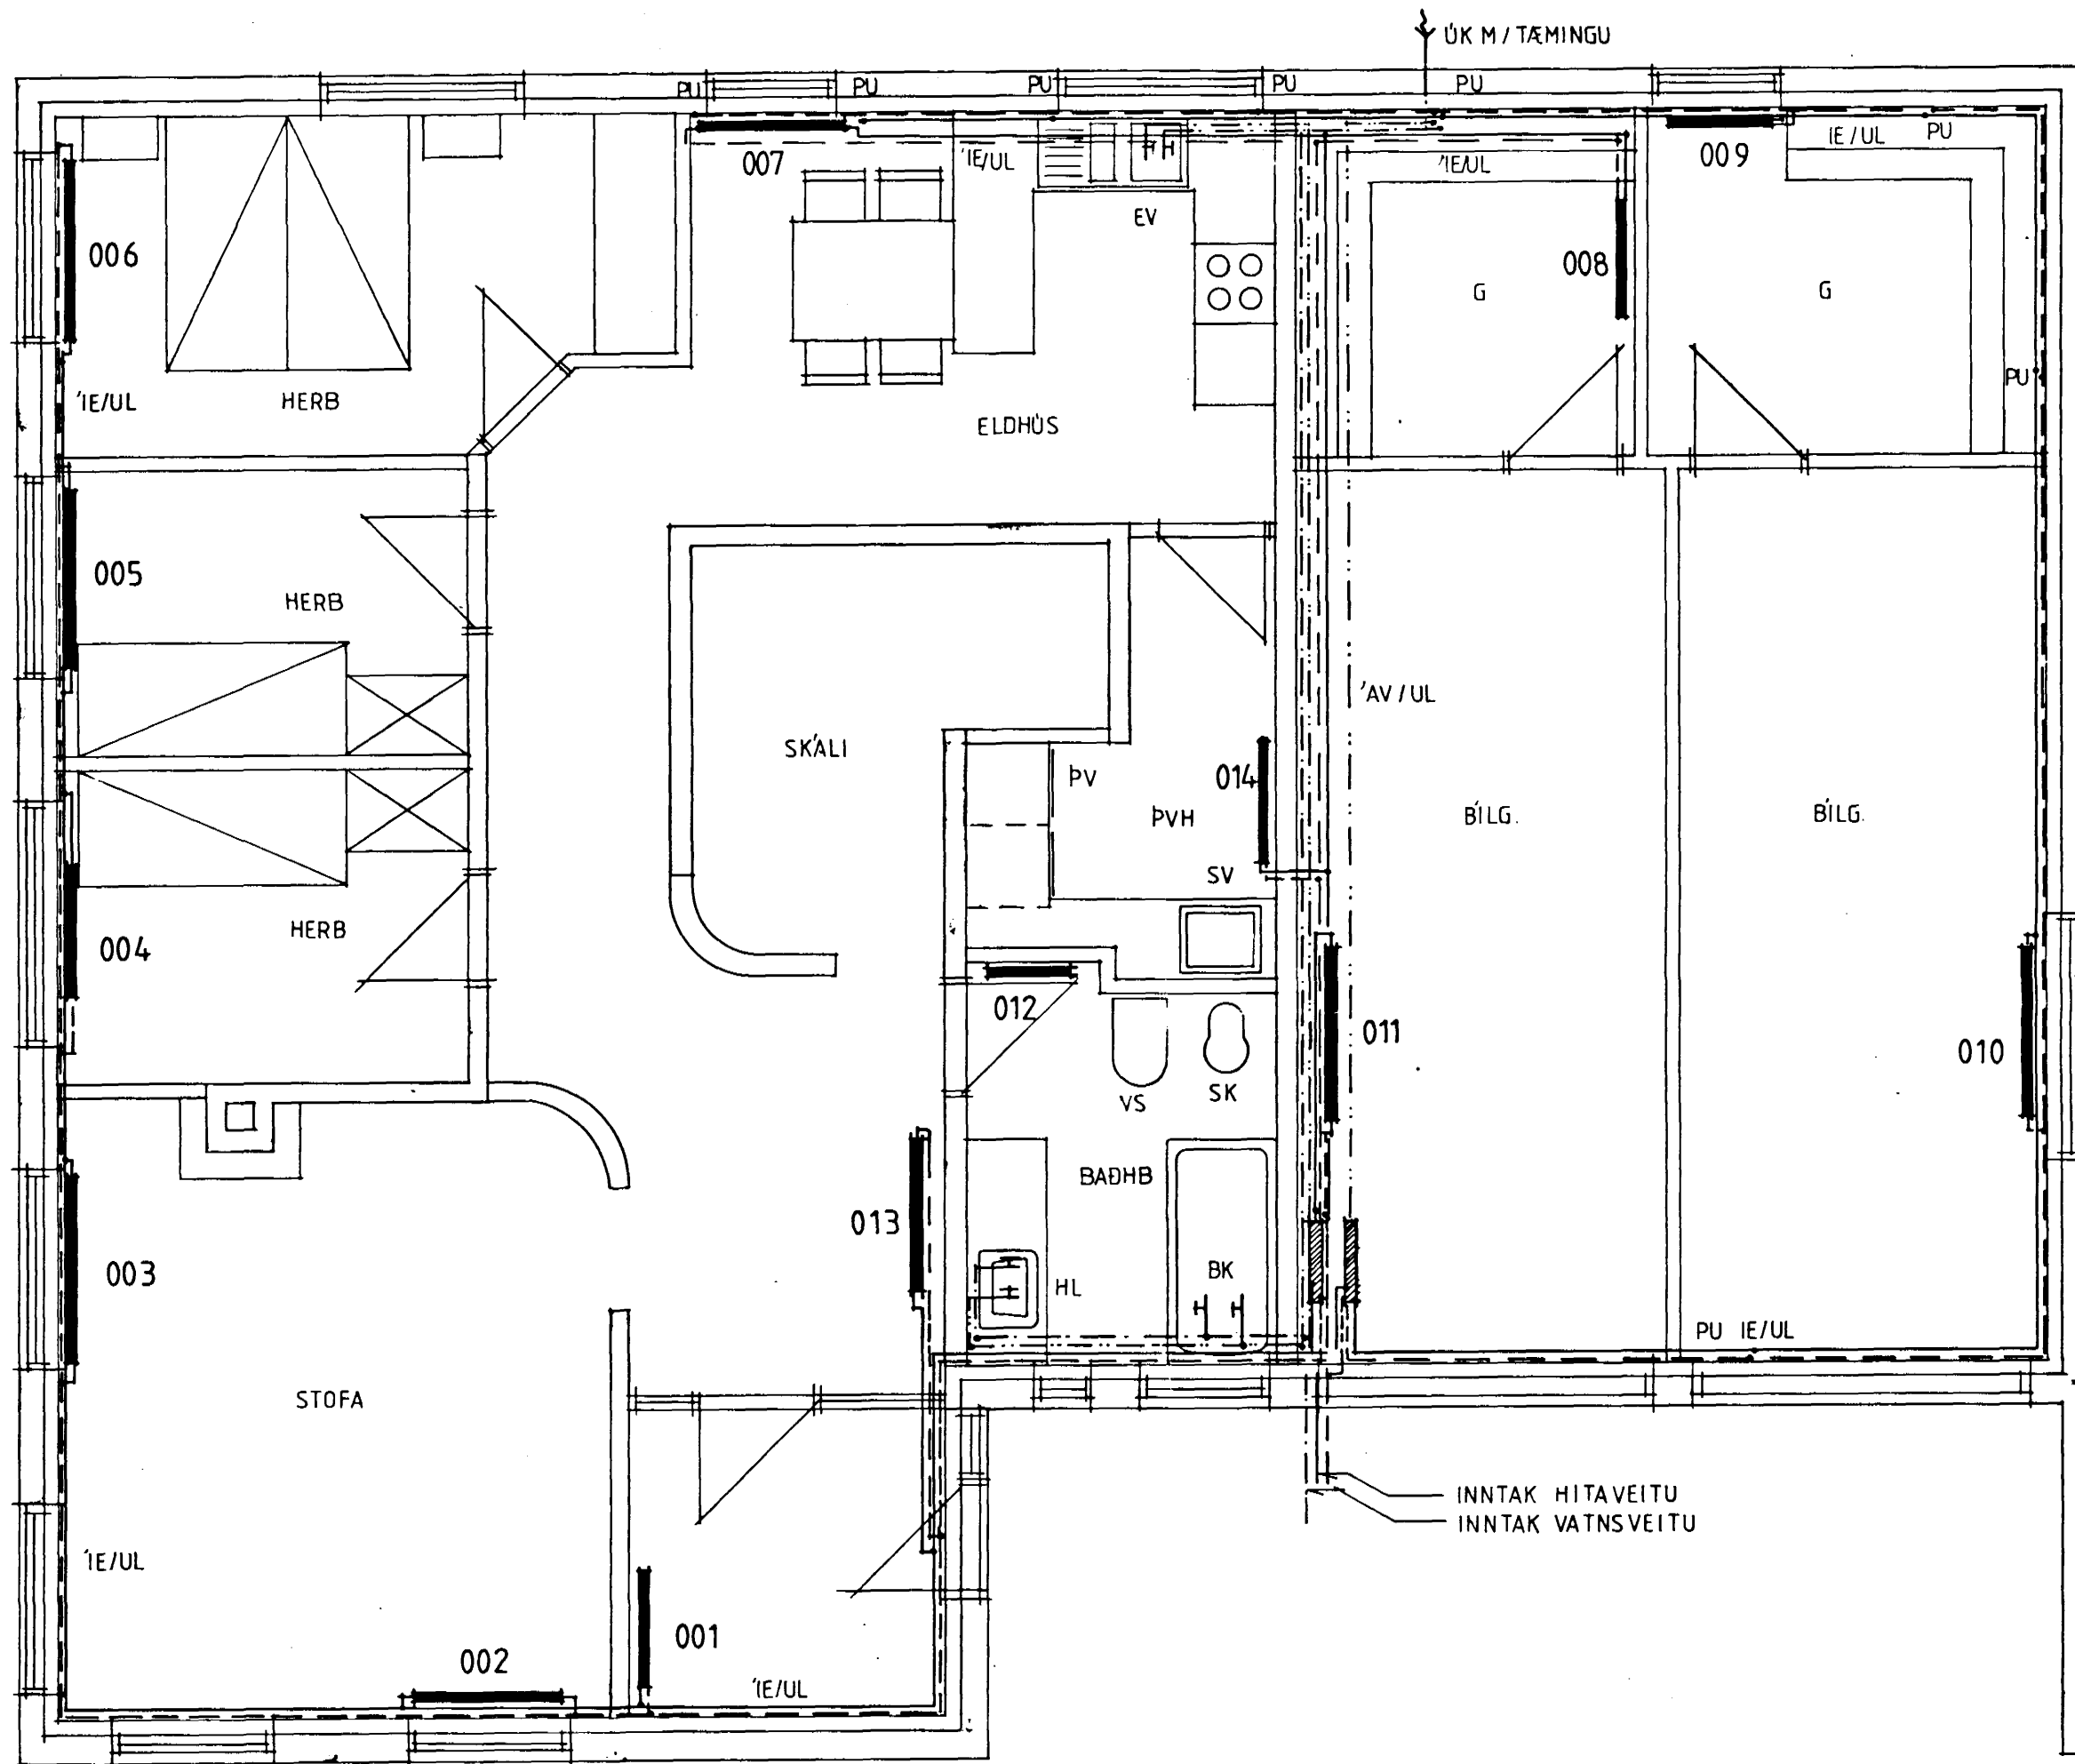 ÚK M / TÆMINGU
PU
PU
PU
PU
PU
007
ÍE/UL
ÍE/UL
009
IE / UL
PU
006
EV
008
G
G
ÍE/UL
HERB
ELDHÚS
PU
005
HERB
ÁV / UL
SKÁLI
ÞV
014
ÞVH
BÍLG.
BÍLG.
SV
004
HERB
012
011
010
VS
SK
BAÐHB
013
003
HL
BK
STOFA
PU IE/UL
INNTAK HITAVEITU
INNTAK VATNSVEITU
ÍE/UL
001
002
ÍE/UL